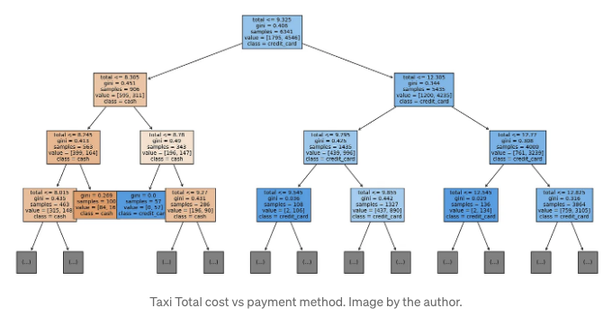 total <= 9.325
gini = 0.406
samples = 6341
value = [1795, 4546]
class = credit_card
gini = 0.451
samples = 906
value = [595, 311]
class = cash
total <= 12.385
gini = 0.344
samples = 5435
value = [1200, 4235]
class = credit_card
gini = 0.413
samples = 563
value = [399, 164]
class = cash
total <= 8.78
gini = 0.49
samples = 343
value = [196, 147]
class = cash
total <= 9.795
gini = 0.425
samples = 1435
value = [439, 996]
class = credit_card
total <= 17.77
gini = 0.308
samples = 4000
value = [761, 3239]
class = credit_card
total <= 8.015
gini = 0.435
samples = 463
value = [315, 148
class = cash
gini = 0.269
samples = 100
value = [84, 16
class = cash
gini = 0.0
samples = 57
value = [0, 57]
class = credit_car
total <= 9.27
gini = 0.431
samples = 286
value = [196, 90]
class = cash
total <= 9.545
gini = 0.036
samples = 108
value = [2, 106]
class = credit_card
total <= 9.855
gini = 0.442
samples = 1327
value = [437, 890]
class = credit_card
total <= 12.545
gini = 0.029
samples = 136
value = [2, 134]
class = credit_card
total <= 12.825
gini = 0.316
samples = 3864
value = [759, 3105]
class = credit_card
(...)
(...)
(...)
(...)
(...)
(...)
(...)
(...)
(...)
(...)
(...)
(...)
Taxi Total cost vs payment method. Image by the author.